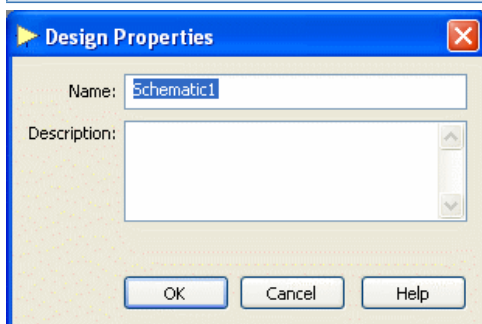 Design Properties
Name: Schematic1
Description:
OK Cancel Help